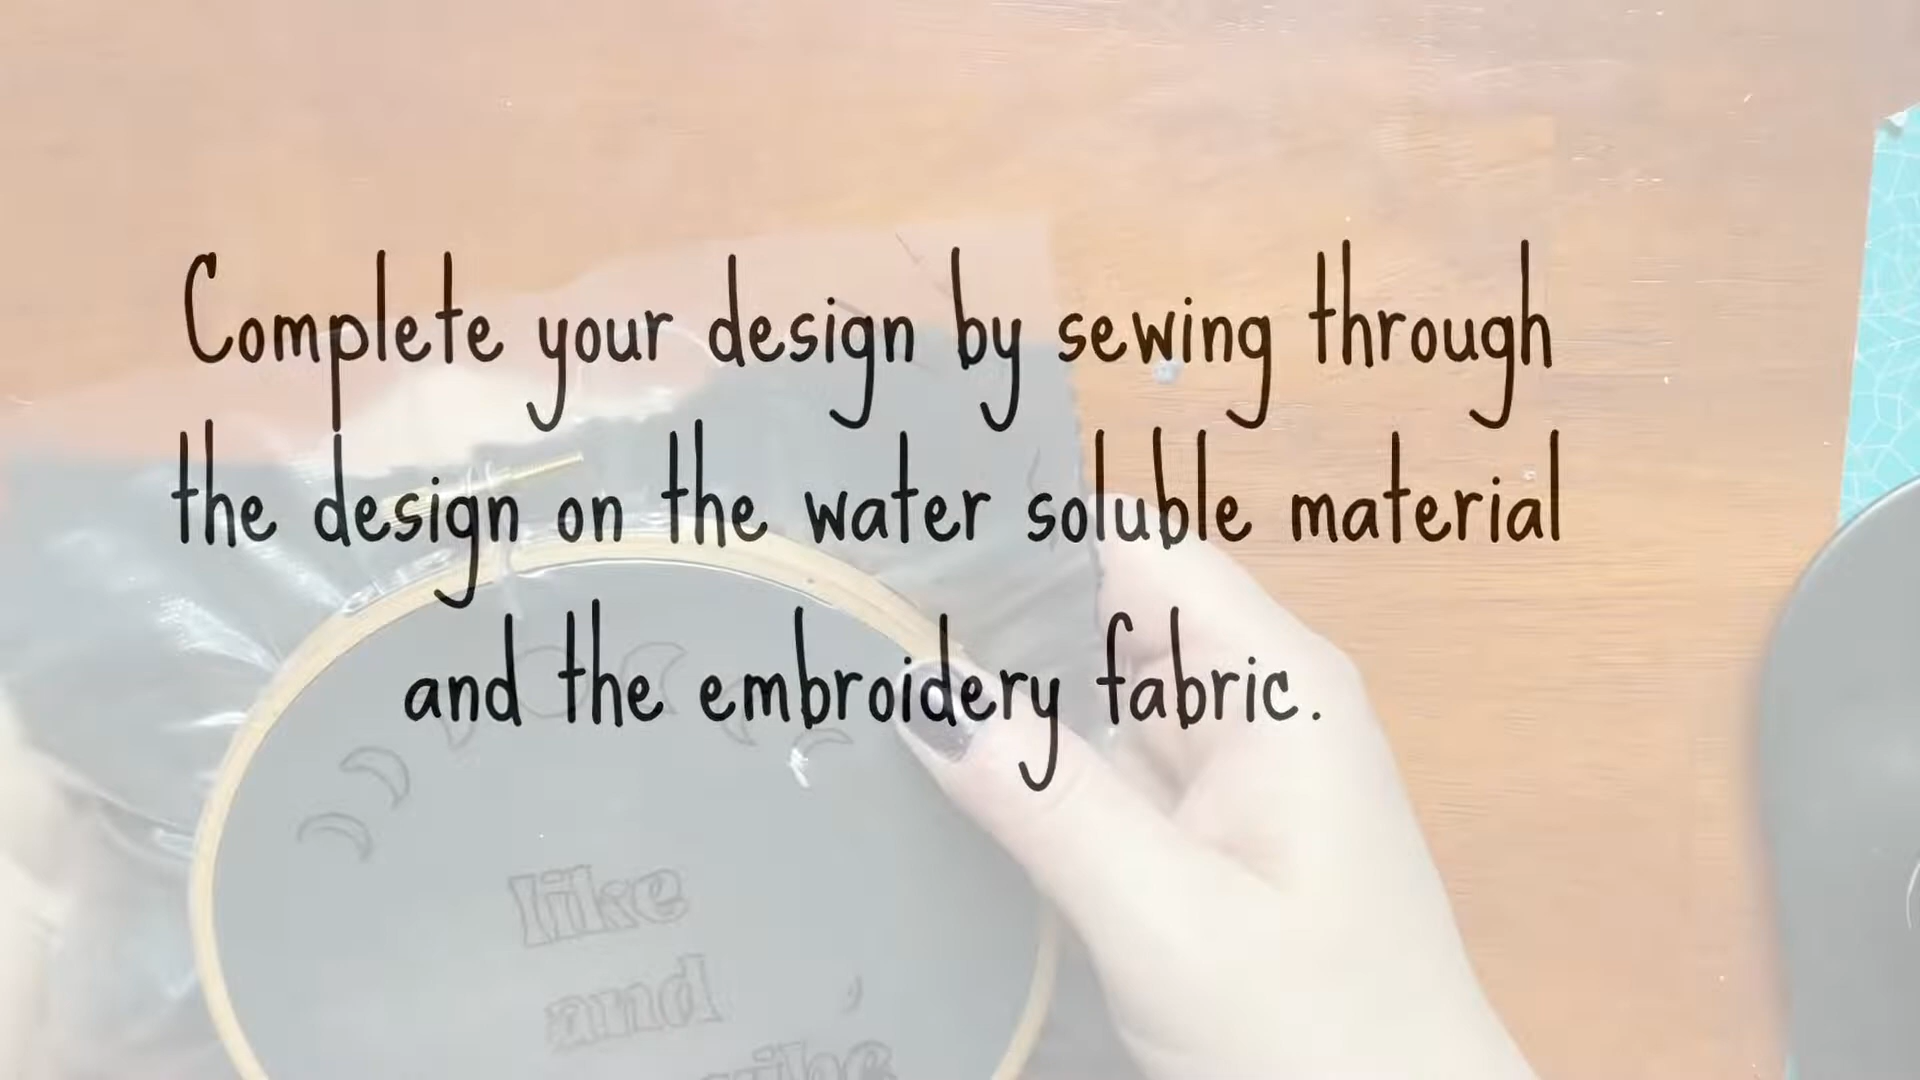 Complete your design by sewing through
the design on the water soluble material
and the embroidery fabric.
like
and